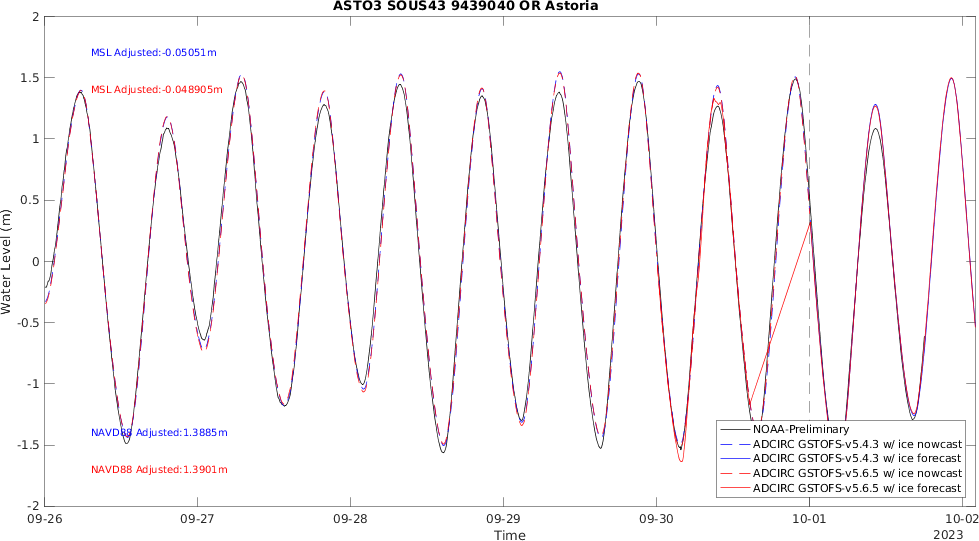 ASTO3 SOUS43 9439040 OR Astoria
2
1.5
1
0.5
0
-0.5
-1
-1.5
-2
Water Level (m)
MSL Adjusted:-0.05051m
MSL Adjusted:-0.048905m
NAVD88 Adjusted:1.3885m
NAVD88 Adjusted:1.3901m
NOAA-Preliminary
ADCIRC GSTOFS-v5.4.3 w/ ice nowcast
ADCIRC GSTOFS-v5.4.3 w/ ice forecast
ADCIRC GSTOFS-v5.6.5 w/ ice nowcast
ADCIRC GSTOFS-v5.6.5 w/ ice forecast
09-26 09-27 09-28 09-29 09-30 10-01 10-02
Time
2023